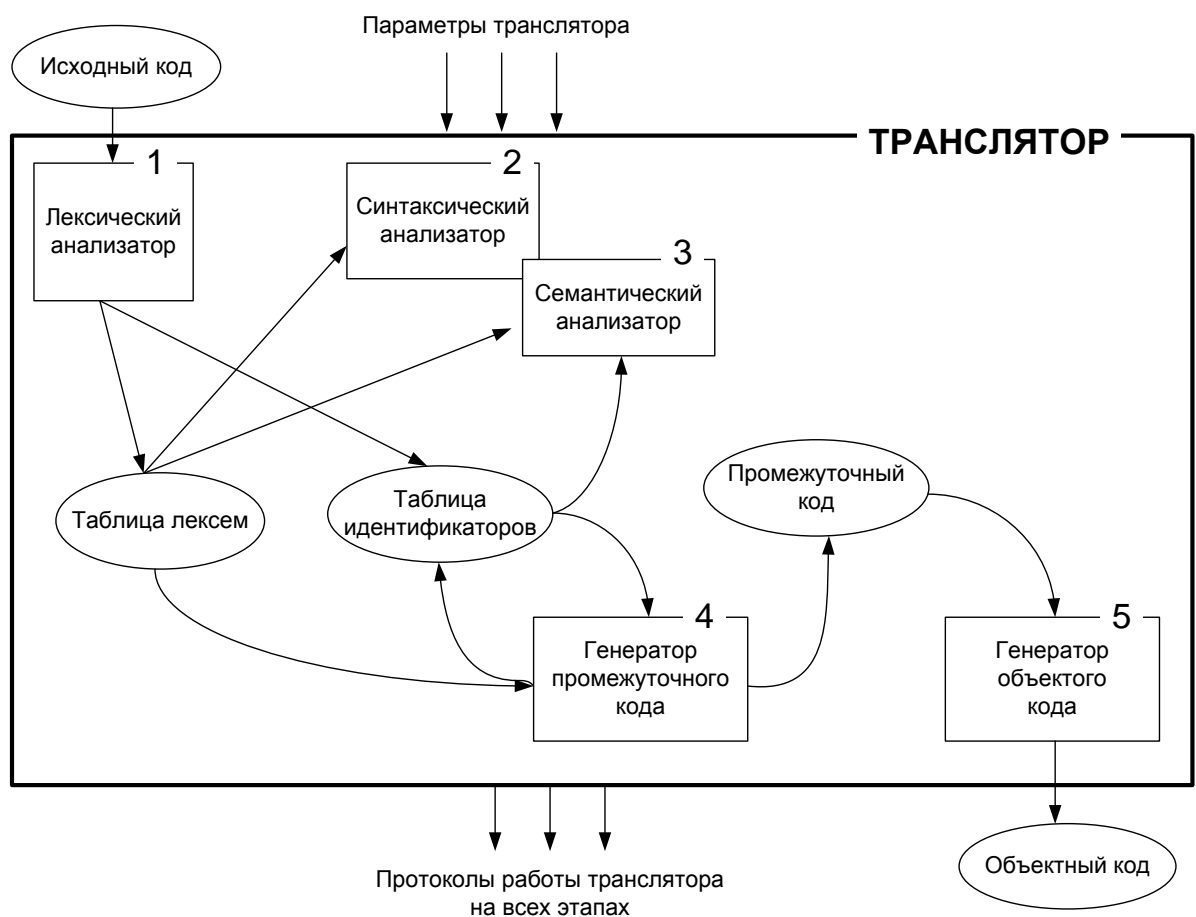 Параметры транслятора
Исходный код
ТРАНСЛЯТОР
1
Лексический
анализатор
2
Синтаксический
анализатор
3
Семантический
анализатор
Таблица лексем
Таблица
идентификаторов
Промежуточный
код
4
Генератор
промежуточного
кода
5
Генератор
объектого
кода
Протоколы работы транслятора
на всех этапах
Объектный код